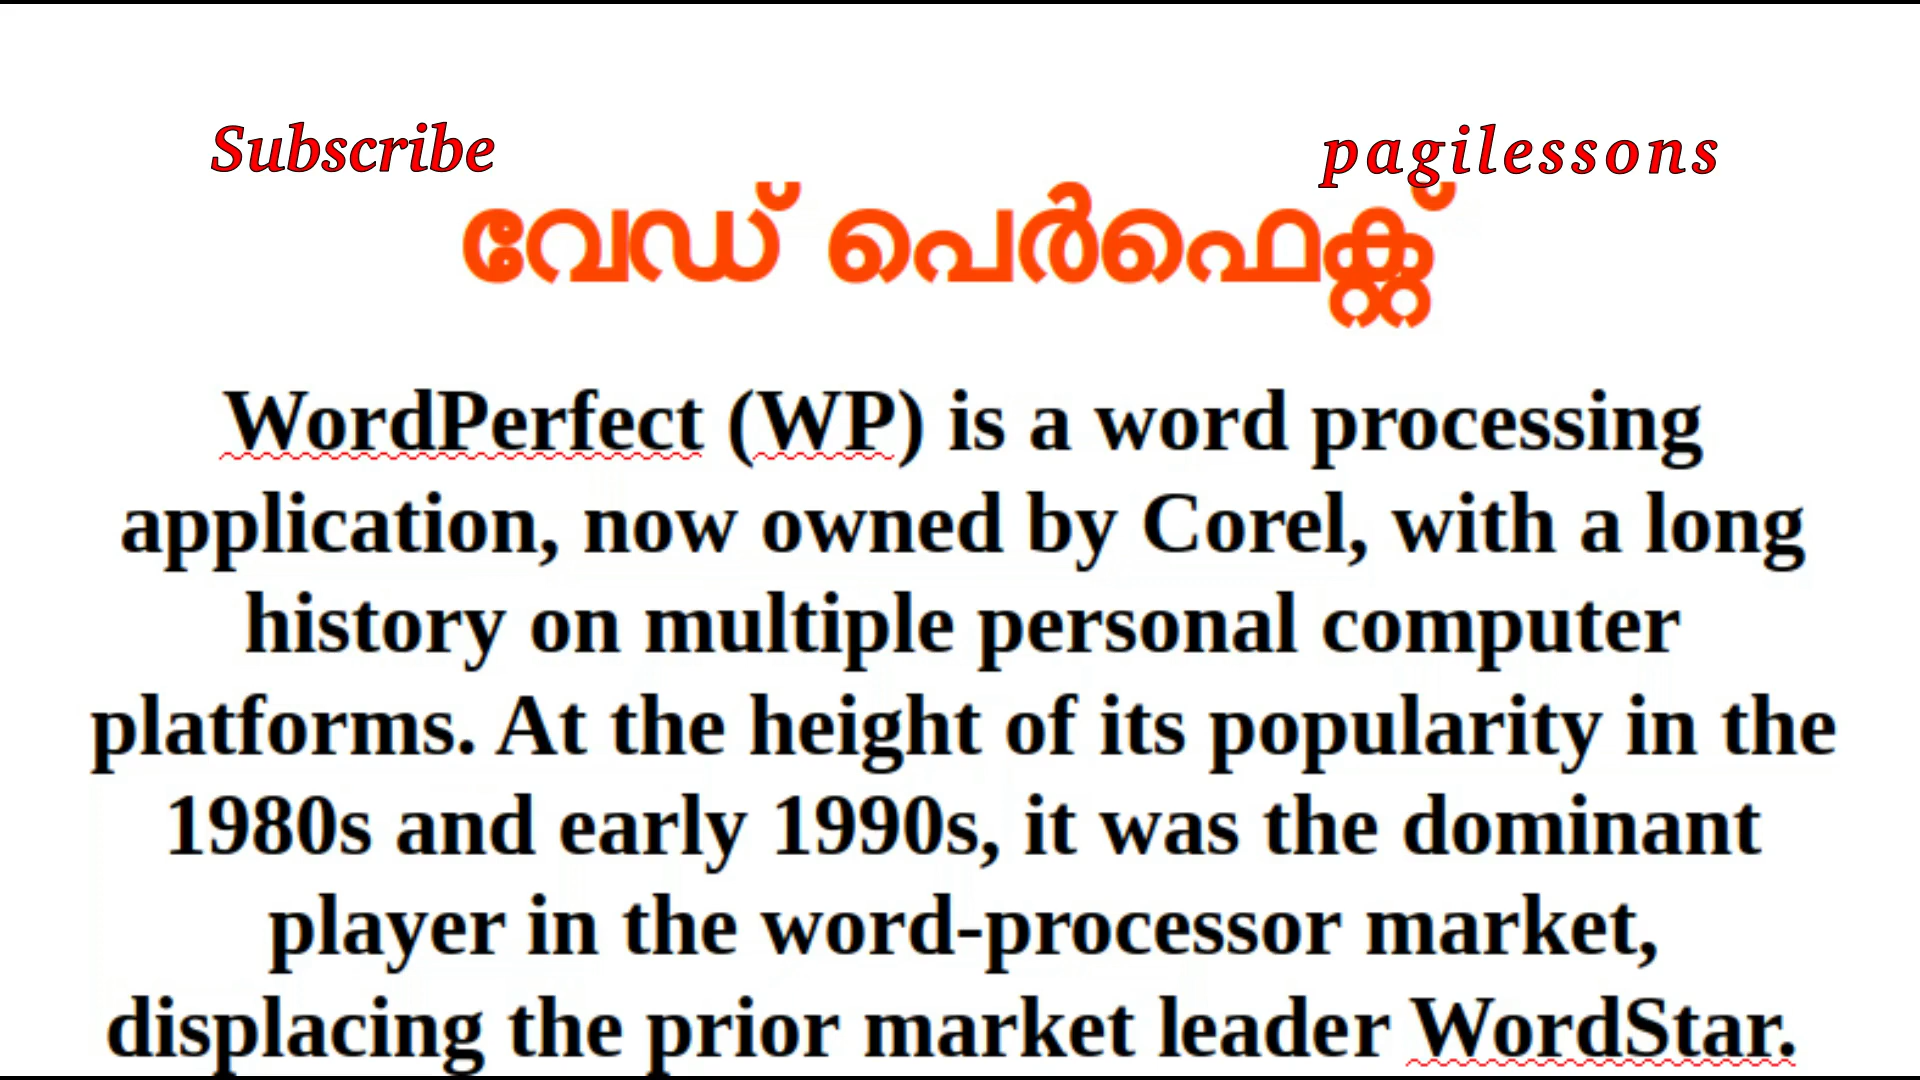 Subscribe pagilessons
വേഡ് പെർഫെക്റ്റ്
WordPerfect (WP) is a word processing
application, now owned by Corel, with a long
history on multiple personal computer
platforms. At the height of its popularity in the
1980s and early 1990s, it was the dominant
player in the word-processor market,
displacing the prior market leader WordStar.